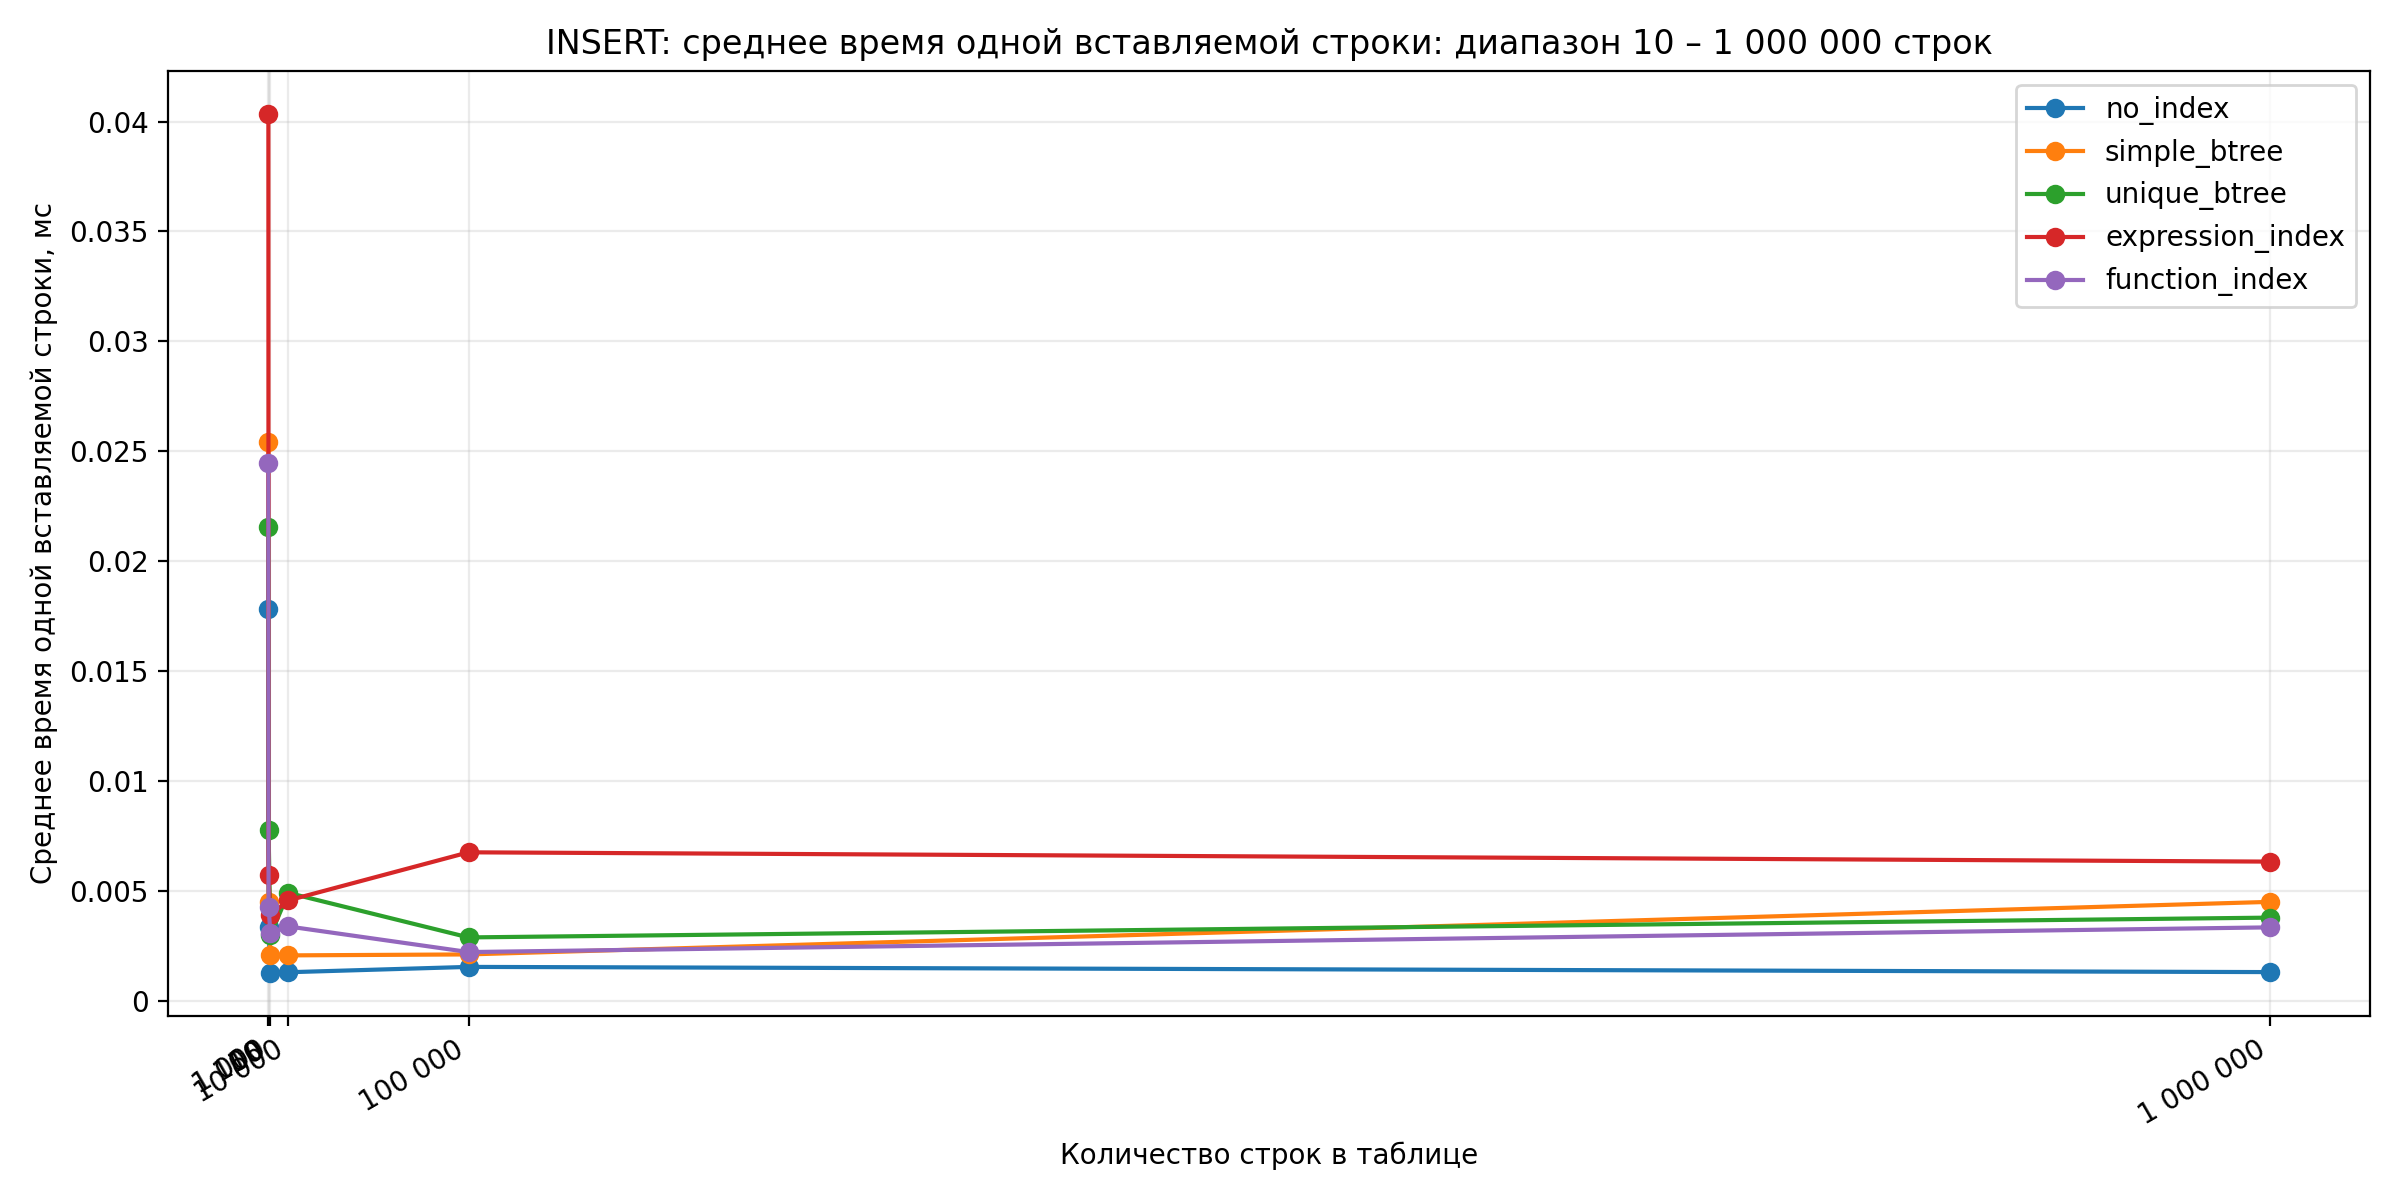 INSERT: среднее время одной вставляемой строки: диапазон 10 – 1 000 000 строк
Среднее время одной вставляемой строки, мс
0.04
0.035
0.03
0.025
0.02
0.015
0.01
0.005
0
no_index
simple_btree
unique_btree
expression_index
function_index
10 000
100 000
1 000 000
Количество строк в таблице